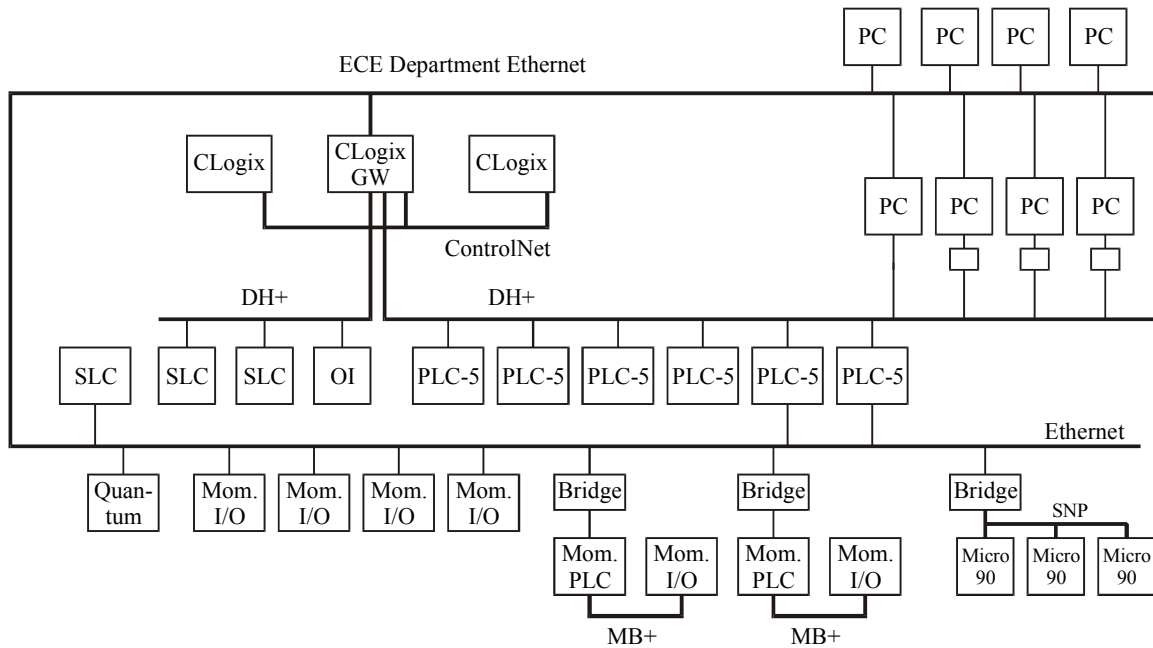 PC
PC
PC
PC
ECE Department Ethernet
CLogix
CLogix
GW
CLogix
PC
PC
PC
PC
ControlNet
DH+
DH+
SLC
SLC
SLC
OI
PLC-5
PLC-5
PLC-5
PLC-5
PLC-5
PLC-5
Ethernet
Quan-
tum
Mom.
I/O
Mom.
I/O
Mom.
I/O
Mom.
I/O
Bridge
Bridge
Bridge
SNP
Mom.
PLC
Mom.
I/O
Mom.
PLC
Mom.
I/O
Micro
90
Micro
90
Micro
90
MB+
MB+